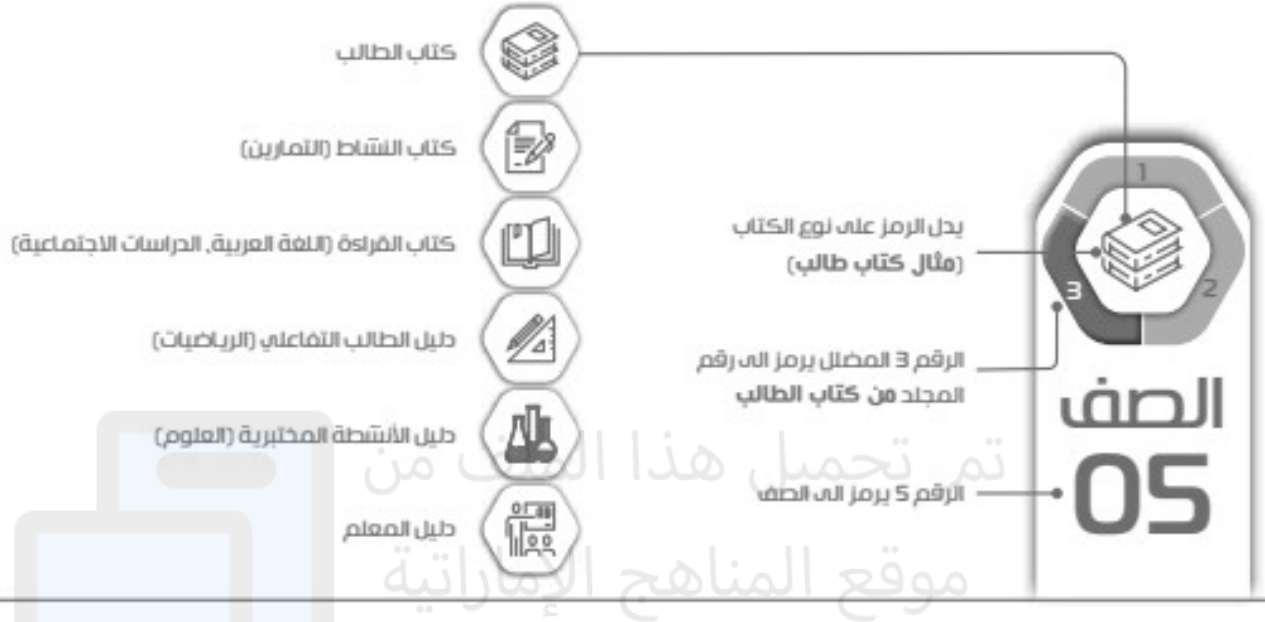 كتاب الطالب
كتاب النشاط (التمارين)
كتاب القراءة (اللغة العربية, الدراسات الاجتماعية)
دليل الطالب التفاعلي (الرياضيات)
دليل الأنشطة المختبرية (العلوم)
دليل المعلم
1
2
3
يدل الرمز على نوع الكتاب
(مثال كتاب طالب)
الرقم 3 المضلل يرمز الى رقم
المجلد من كتاب الطالب
الرقم 5 يرمز الى الصف
الصف
05
تم تحميل هذا الملف من
موقع المناهج الإماراتية